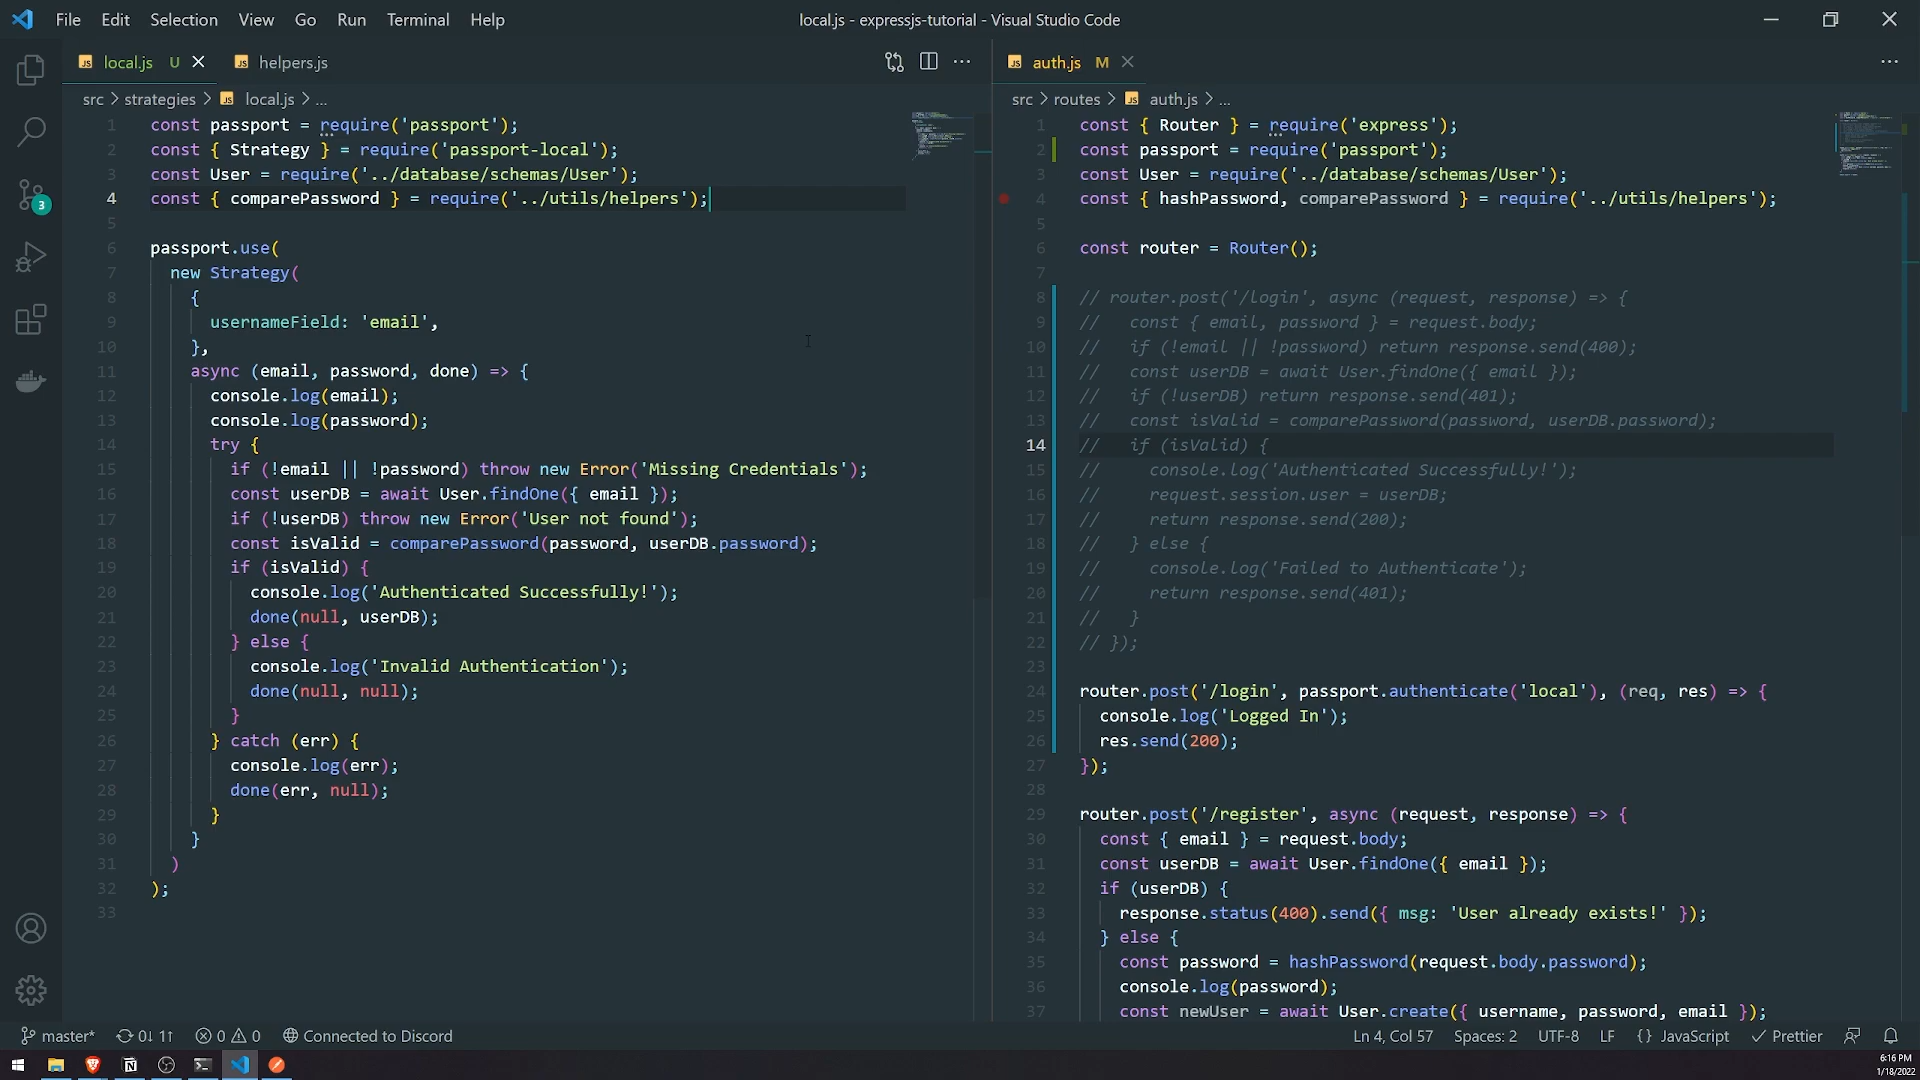 File Edit Selection View Go Run Terminal Help
local.js - expressjs-tutorial - Visual Studio Code
local.js U
helpers.js
src > strategies > local.js > ...
1 const passport = require('passport');
2 const { Strategy } = require('passport-local');
3 const User = require('../database/schemas/User');
4 const { comparePassword } = require('../utils/helpers');
5
6 passport.use(
7 new Strategy(
8 {
9 usernameField: 'email',
10 },
11 async (email, password, done) => {
12 console.log(email);
13 console.log(password);
14 try {
15 if (!email || !password) throw new Error('Missing Credentials');
16 const userDB = await User.findOne({ email });
17 if (!userDB) throw new Error('User not found');
18 const isValid = comparePassword(password, userDB.password);
19 if (isValid) {
20 console.log('Authenticated Successfully!');
21 done(null, userDB);
22 } else {
23 console.log('Invalid Authentication');
24 done(null, null);
25 }
26 } catch (err) {
27 console.log(err);
28 done(err, null);
29 }
30 }
31 )
32 );
33
auth.js M
src > routes > auth.js > ...
1 const { Router } = require('express');
2 const passport = require('passport');
3 const User = require('../database/schemas/User');
4 const { hashPassword, comparePassword } = require('../utils/helpers');
5
6 const router = Router();
7
8 // router.post('/login', async (request, response) => {
9 // const { email, password } = request.body;
10 // if (!email || !password) return response.send(400);
11 // const userDB = await User.findOne({ email });
12 // if (!userDB) return response.send(401);
13 // const isValid = comparePassword(password, userDB.password);
14 // if (isValid) {
15 // console.log('Authenticated Successfully!');
16 // request.session.user = userDB;
17 // return response.send(200);
18 // } else {
19 // console.log('Failed to Authenticate');
20 // return response.send(401);
21 // }
22 // });
23
24 router.post('/login', passport.authenticate('local'), (req, res) => {
25 console.log('Logged In');
26 res.send(200);
27 });
28
29 router.post('/register', async (request, response) => {
30 const { email } = request.body;
31 const userDB = await User.findOne({ email });
32 if (userDB) {
33 response.status(400).send({ msg: 'User already exists!' });
34 } else {
35 const password = hashPassword(request.body.password);
36 console.log(password);
37 const newUser = await User.create({ username, password, email });
3
master* 0↓ 1↑ 0 0 Connected to Discord
Ln 4, Col 57 Spaces: 2 UTF-8 LF {} JavaScript Prettier
6:16 PM
1/18/2022